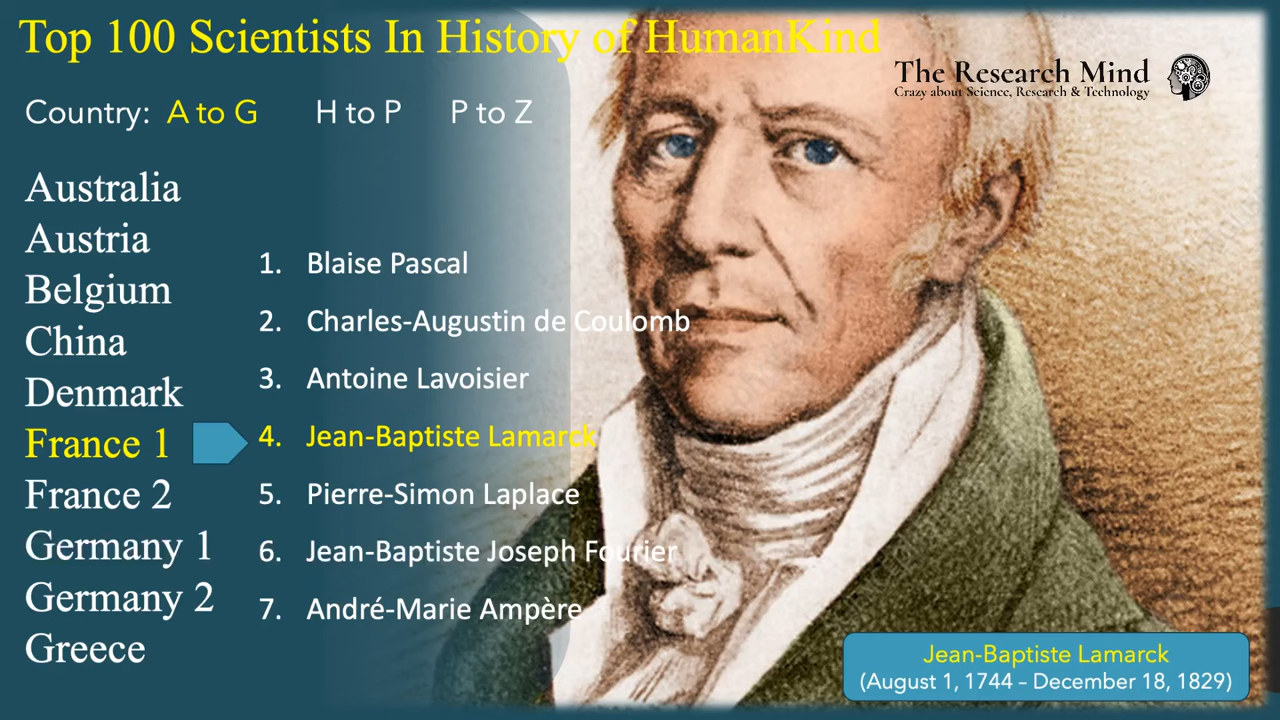 Top 100 Scientists In History of HumanKind
The Research Mind
Crazy about Science, Research & Technology
Country: A to G H to P P to Z
Australia
Austria
Belgium
China
Denmark
France 1
France 2
Germany 1
Germany 2
Greece
1. Blaise Pascal
2. Charles-Augustin de Coulomb
3. Antoine Lavoisier
4. Jean-Baptiste Lamarck
5. Pierre-Simon Laplace
6. Jean-Baptiste Joseph Fourier
7. André-Marie Ampère
Jean-Baptiste Lamarck
(August 1, 1744 – December 18, 1829)